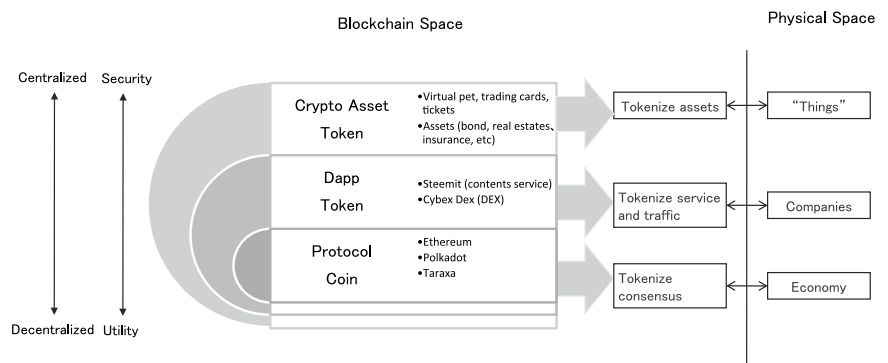 Blockchain Space
Physical Space
Centralized
Security
Crypto Asset
Token
•Virtual pet, trading cards,
tickets
•Assets (bond, real estates、
insurance, etc)
Tokenize assets
“Things”
Dapp
Token
•Steemit (contents service)
•Cybex Dex (DEX)
Tokenize service
and traffic
Companies
Protocol
Coin
•Ethereum
•Polkadot
•Taraxa
Tokenize
consensus
Economy
Decentralized
Utility